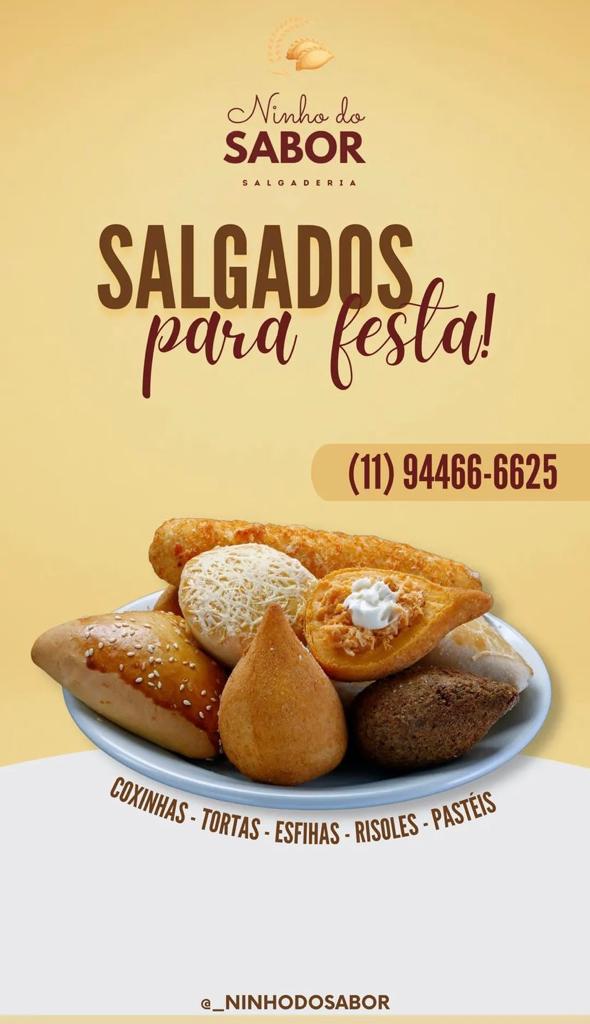 Ninho do
SABOR
SALGADERIA
SALGADOS
para festa!
(11) 94466-6625
COXINHAS - TORTAS - ESFIHAS - RISOLES - PASTÉIS
@_NINHODOSABOR